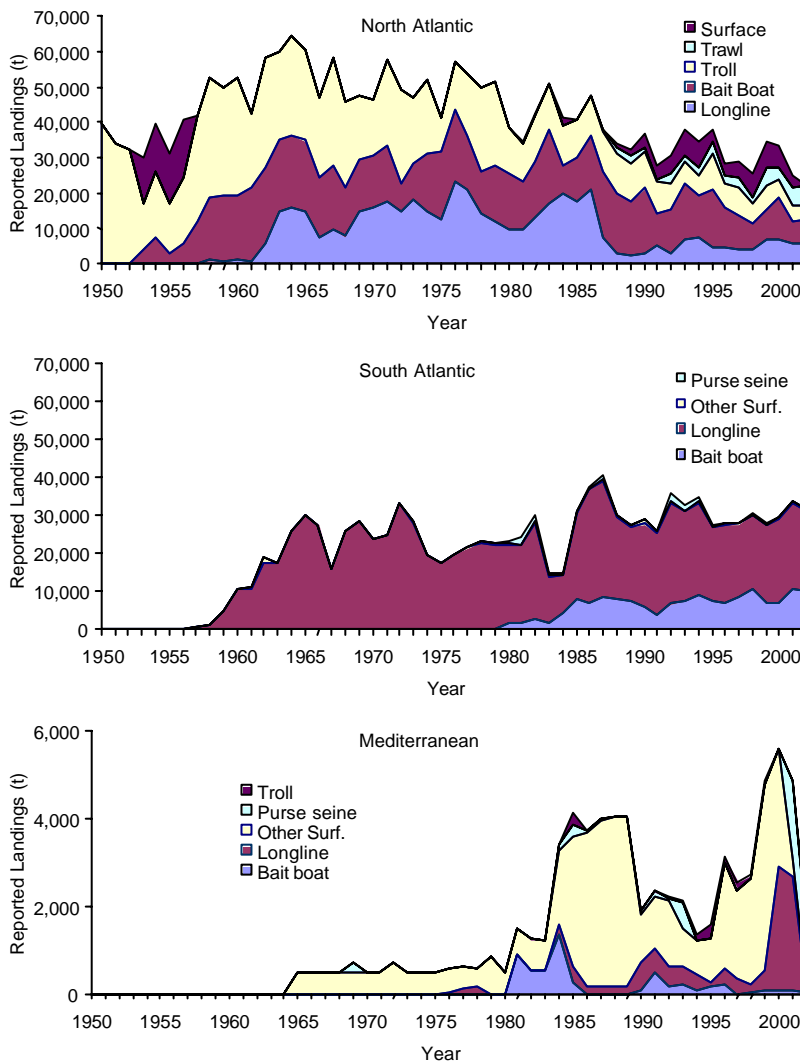 North Atlantic
Reported Landings (t)
70,000
60,000
50,000
40,000
30,000
20,000
10,000
0
Surface
Trawl
Troll
Bait Boat
Longline
1950 1955 1960 1965 1970 1975 1980 1985 1990 1995 2000
Year
South Atlantic
Reported Landings (t)
70,000
60,000
50,000
40,000
30,000
20,000
10,000
0
Purse seine
Other Surf.
Longline
Bait boat
1950 1955 1960 1965 1970 1975 1980 1985 1990 1995 2000
Year
Mediterranean
Reported Landings (t)
6,000
4,000
2,000
0
Troll
Purse seine
Other Surf.
Longline
Bait boat
1950 1955 1960 1965 1970 1975 1980 1985 1990 1995 2000
Year